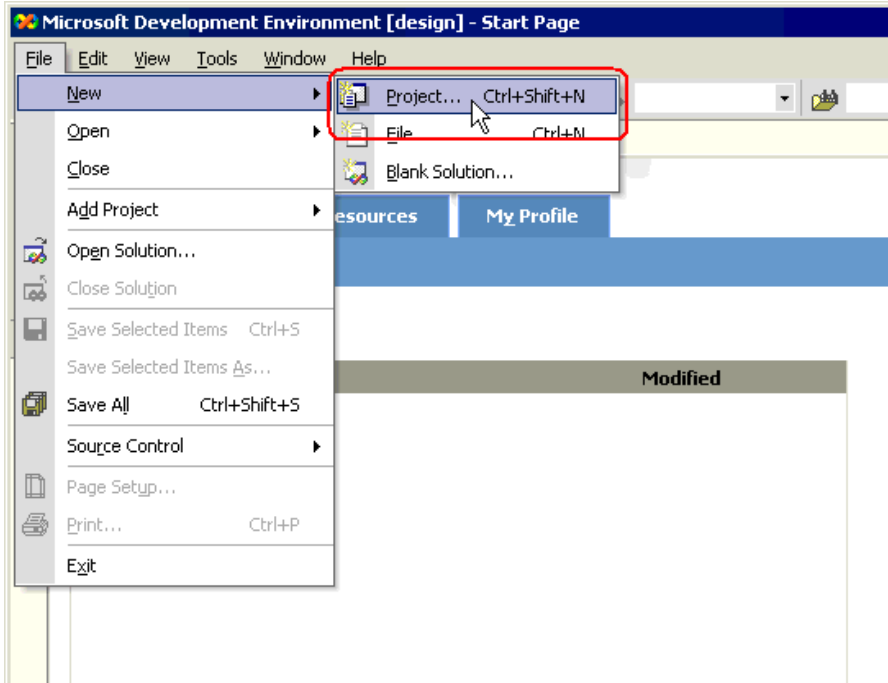 Microsoft Development Environment [design] - Start Page
File Edit View Tools Window Help
New
Project... Ctrl+Shift+N
Open
File Ctrl+N
Close
Blank Solution...
Add Project
esources My Profile
Open Solution...
Close Solution
Save Selected Items Ctrl+S
Save Selected Items As...
Modified
Save All Ctrl+Shift+S
Source Control
Page Setup...
Print... Ctrl+P
Exit